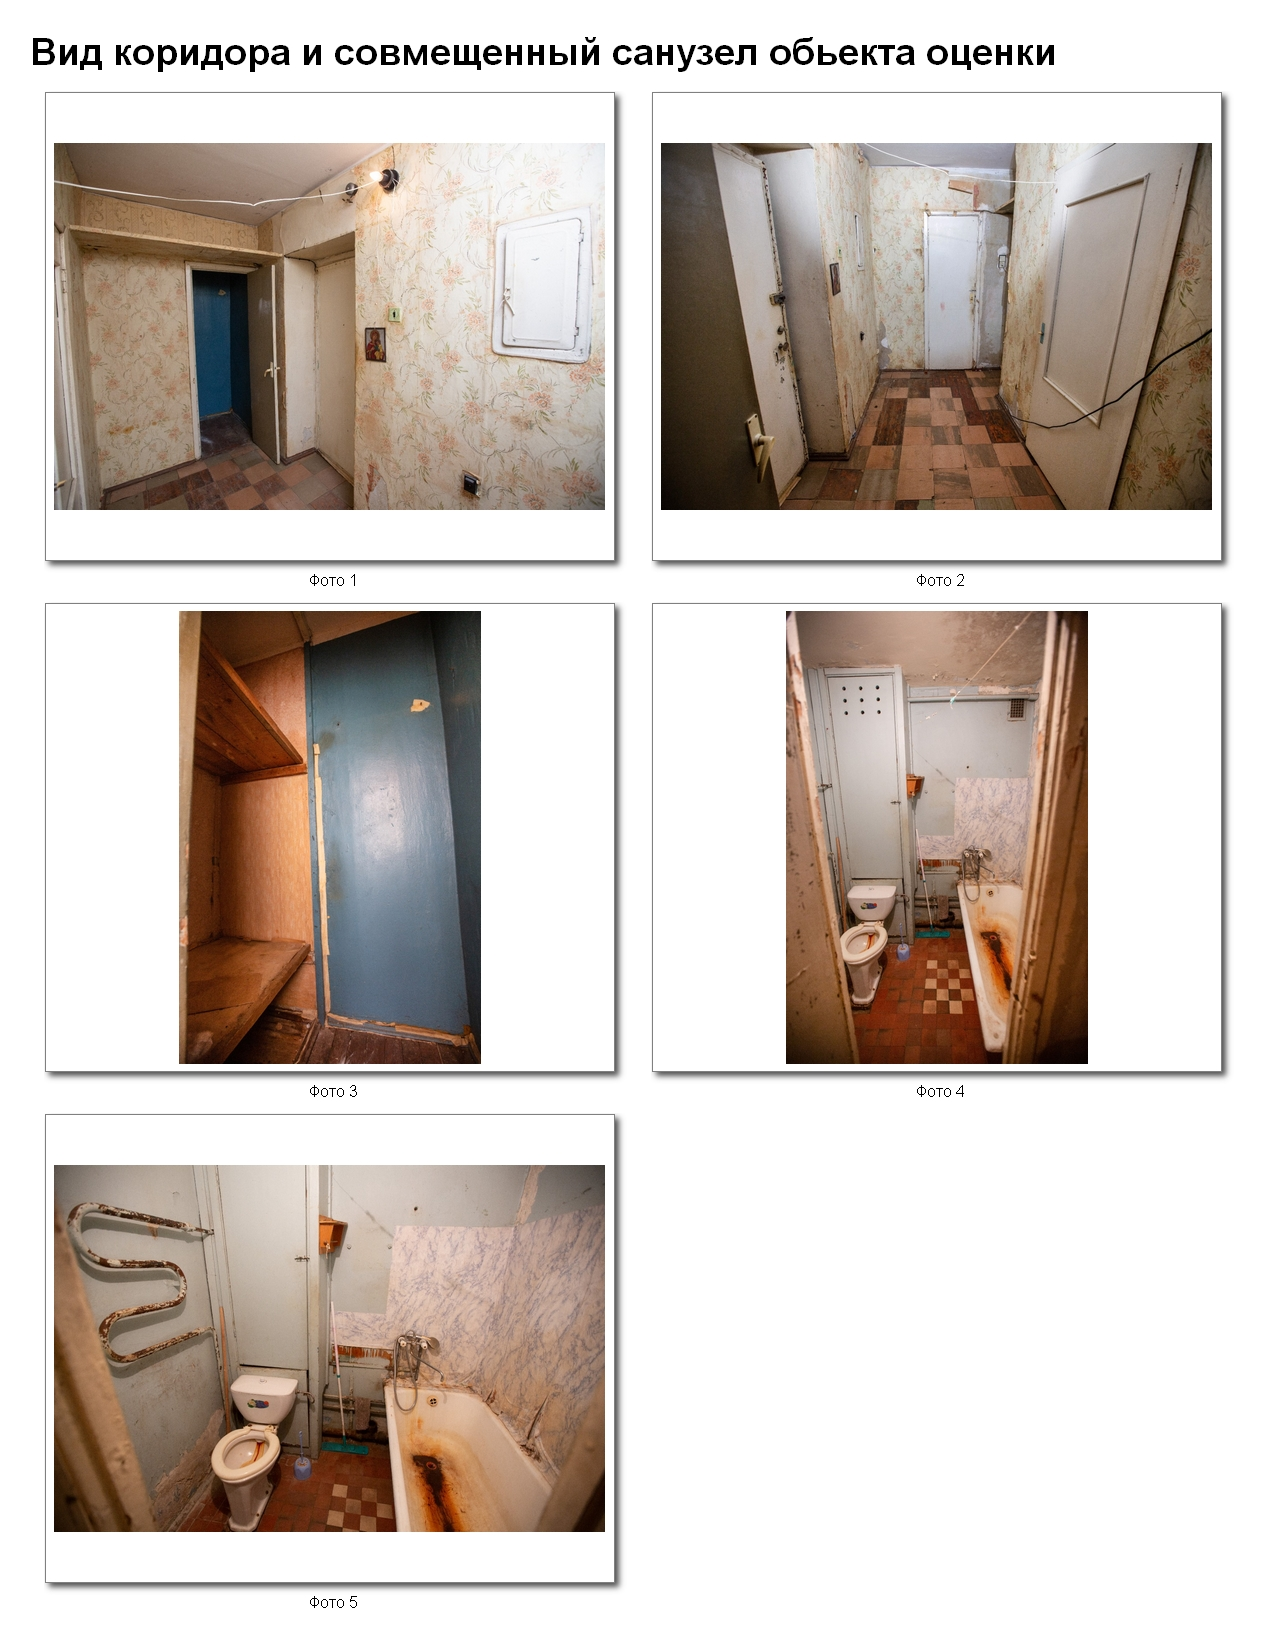 Вид коридора и совмещенный санузел обьекта оценки
Фото 1
Фото 2
Фото 3
Фото 4
Фото 5